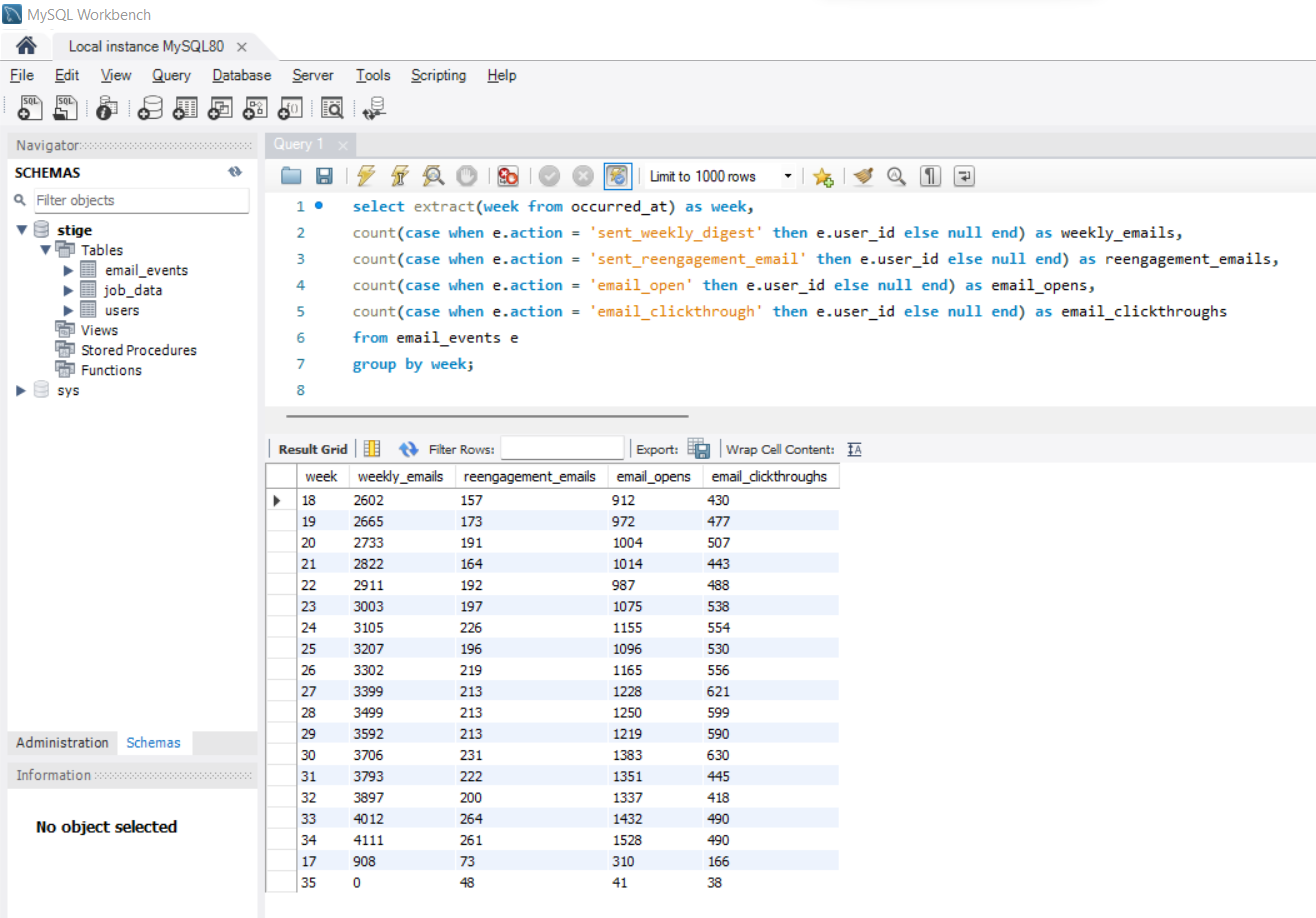 MySQL Workbench
Local instance MySQL80
File Edit View Query Database Server Tools Scripting Help
Navigator
Query 1
SCHEMAS
Limit to 1000 rows
Filter objects
stige
Tables
email_events
job_data
users
Views
Stored Procedures
Functions
sys
1 select extract(week from occurred_at) as week,
2 count(case when e.action = 'sent_weekly_digest' then e.user_id else null end) as weekly_emails,
3 count(case when e.action = 'sent_reengagement_email' then e.user_id else null end) as reengagement_emails,
4 count(case when e.action = 'email_open' then e.user_id else null end) as email_opens,
5 count(case when e.action = 'email_clickthrough' then e.user_id else null end) as email_clickthroughs
6 from email_events e
7 group by week;
8
Result Grid Filter Rows: Export: Wrap Cell Content:
week weekly_emails reengagement_emails email_opens email_clickthroughs
18 2602 157 912 430
19 2665 173 972 477
20 2733 191 1004 507
21 2822 164 1014 443
22 2911 192 987 488
23 3003 197 1075 538
24 3105 226 1155 554
25 3207 196 1096 530
26 3302 219 1165 556
27 3399 213 1228 621
28 3499 213 1250 599
29 3592 213 1219 590
30 3706 231 1383 630
31 3793 222 1351 445
32 3897 200 1337 418
33 4012 264 1432 490
34 4111 261 1528 490
17 908 73 310 166
35 0 48 41 38
Administration Schemas
Information
No object selected